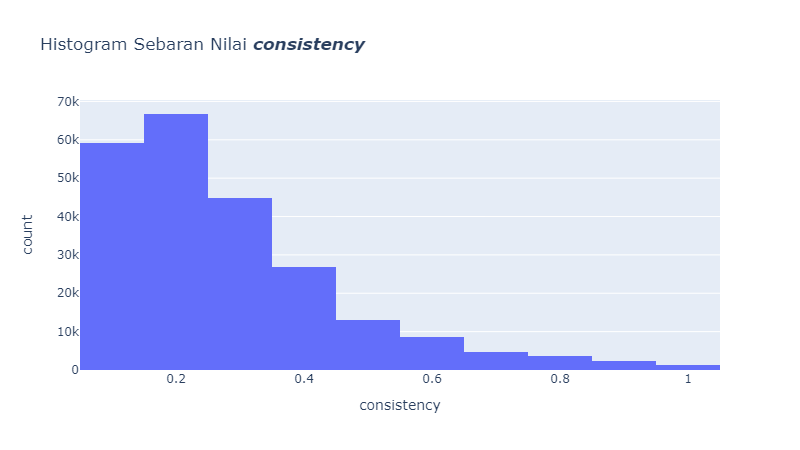 Histogram Sebaran Nilai consistency
70k
60k
50k
40k
30k
20k
10k
0
count
0.2 0.4 0.6 0.8 1
consistency